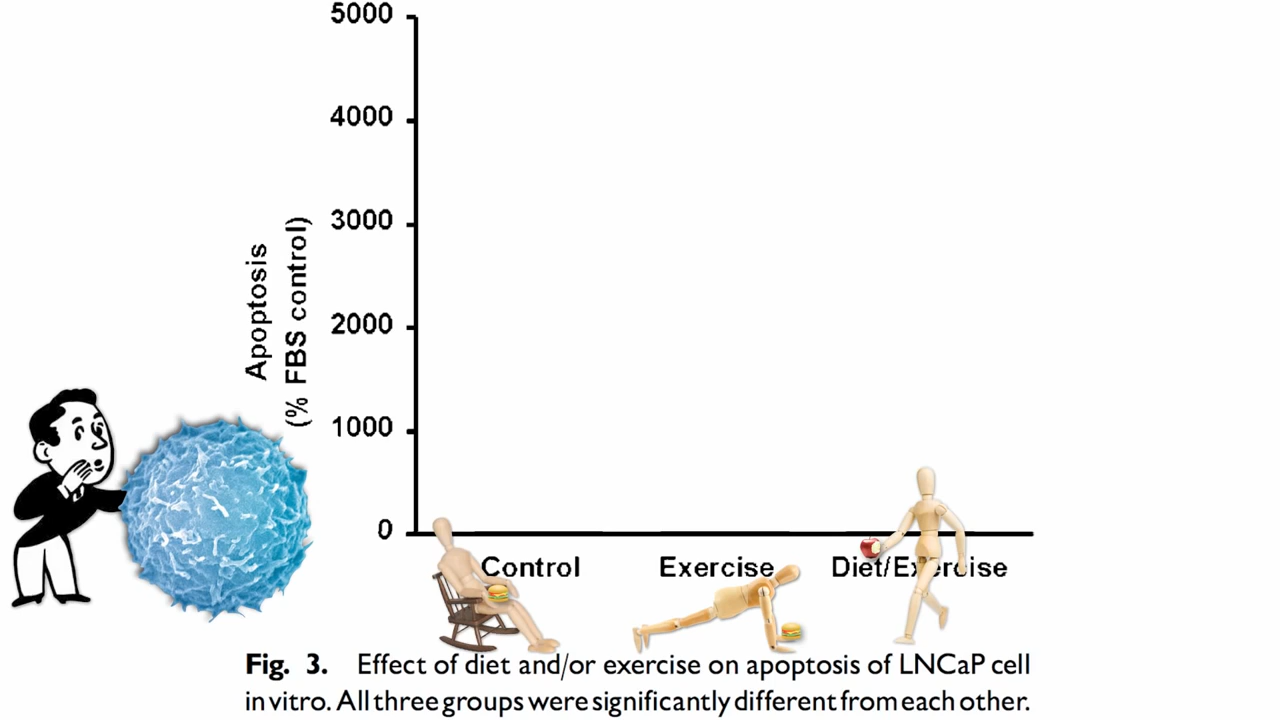 5000
4000
3000
2000
1000
0
Apoptosis
(% FBS control)
Control
Exercise
Diet/Exercise
Fig. 3. Effect of diet and/or exercise on apoptosis of LNCaP cell
in vitro. All three groups were significantly different from each other.